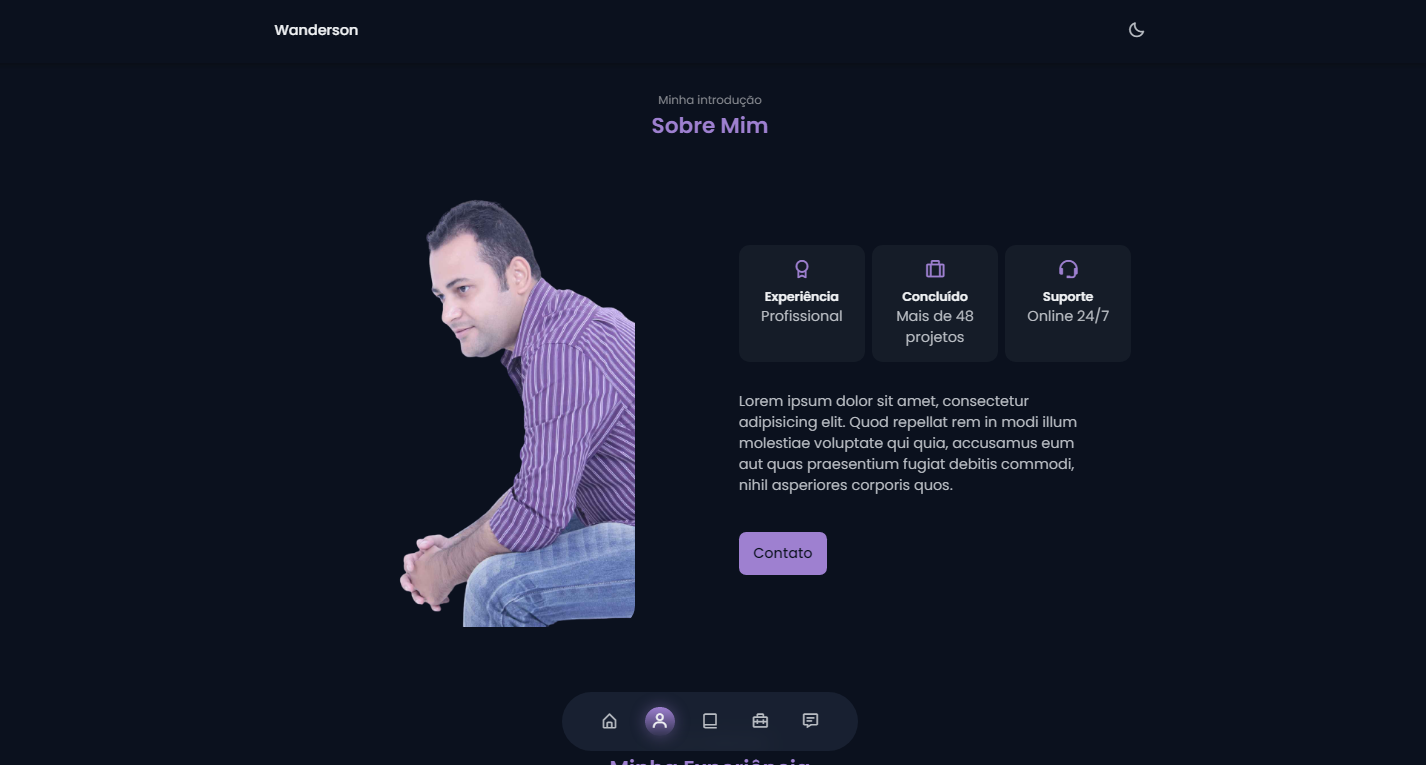 Wanderson
Minha introdução
Sobre Mim
Experiência
Profissional
Concluído
Mais de 48
projetos
Suporte
Online 24/7
Lorem ipsum dolor sit amet, consectetur
adipisicing elit. Quod repellat rem in modi illum
molestiae voluptate qui quia, accusamus eum
aut quas praesentium fugiat debitis commodi,
nihil asperiores corporis quos.
Contato
Minha Experiência